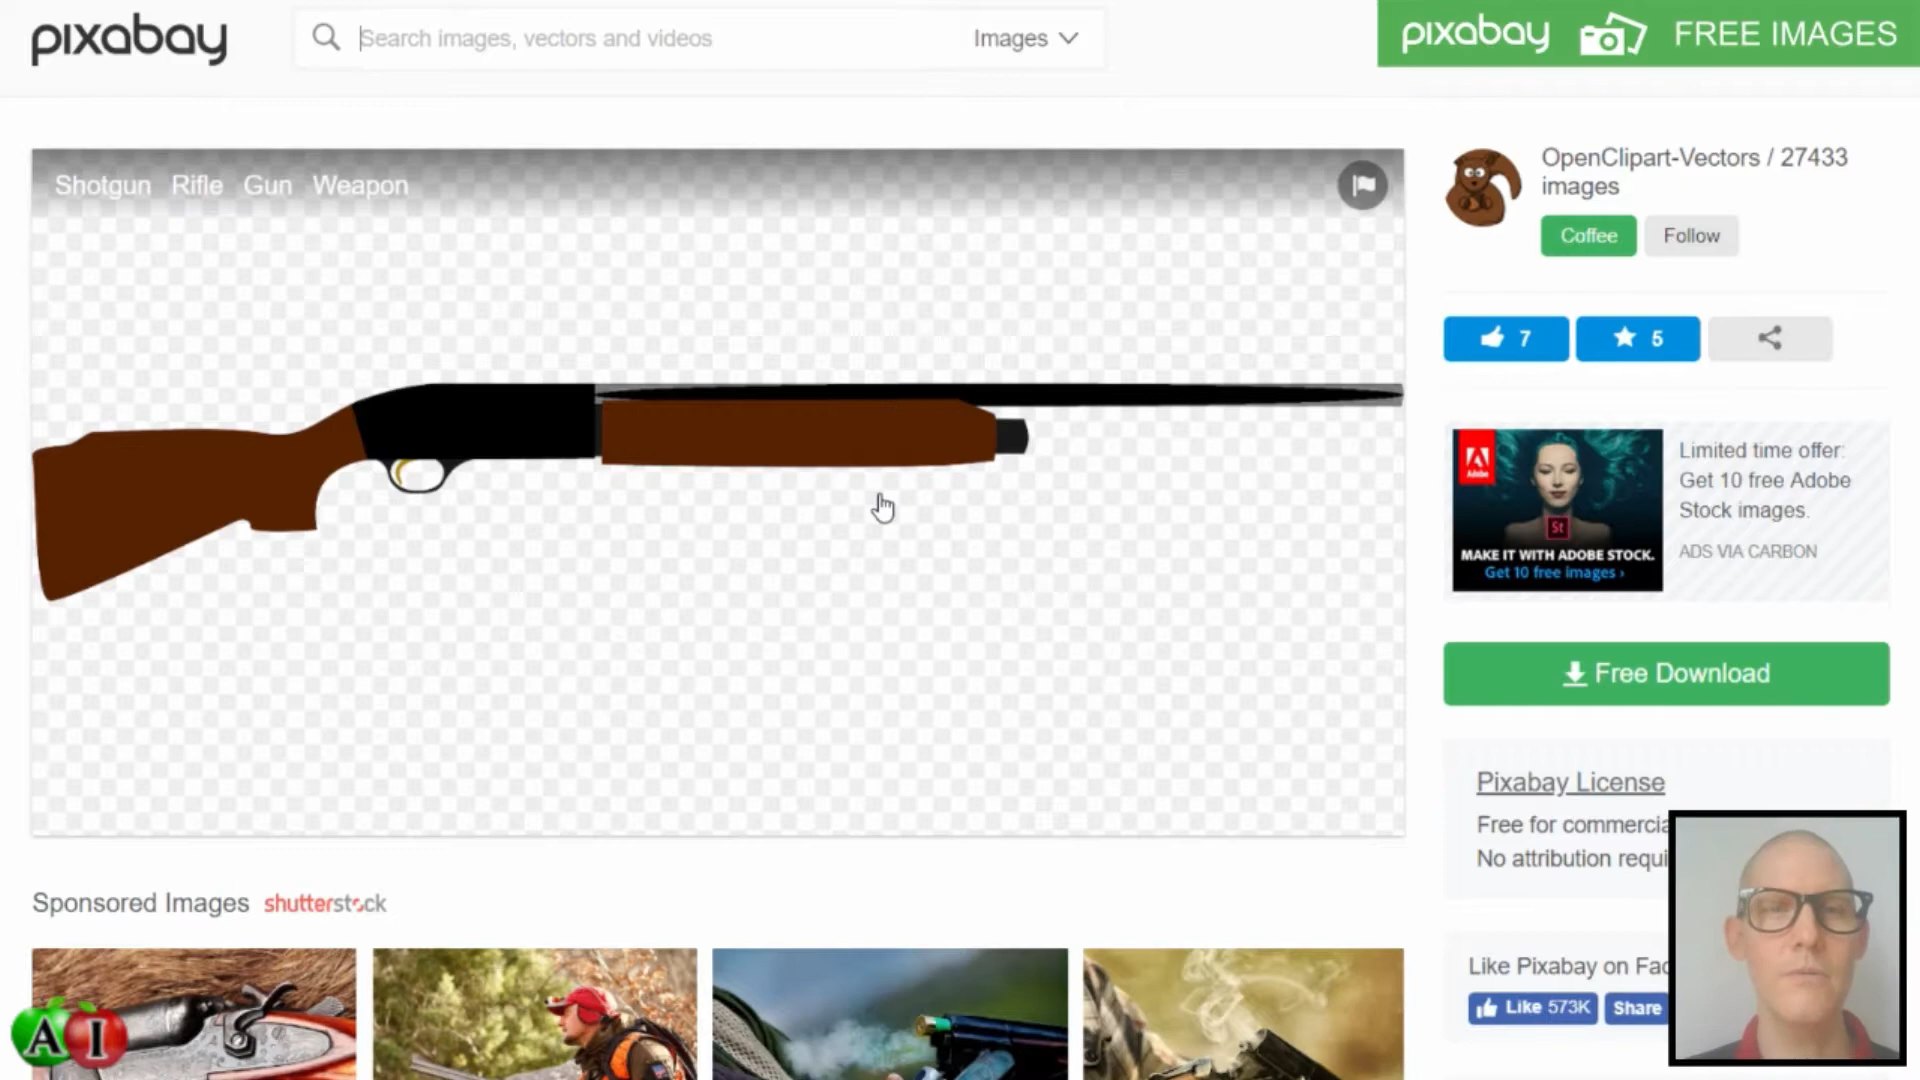 pixabay
Search images, vectors and videos
Images
pixabay FREE IMAGES
Shotgun Rifle Gun Weapon
OpenClipart-Vectors / 27433
images
Coffee
Follow
7
5
Adobe
St
MAKE IT WITH ADOBE STOCK.
Get 10 free images ›
Limited time offer:
Get 10 free Adobe
Stock images.
ADS VIA CARBON
Free Download
Pixabay License
Free for commercia
No attribution requi
Sponsored Images shutterstock
Like Pixabay on Fac
Like 573K
Share
A I